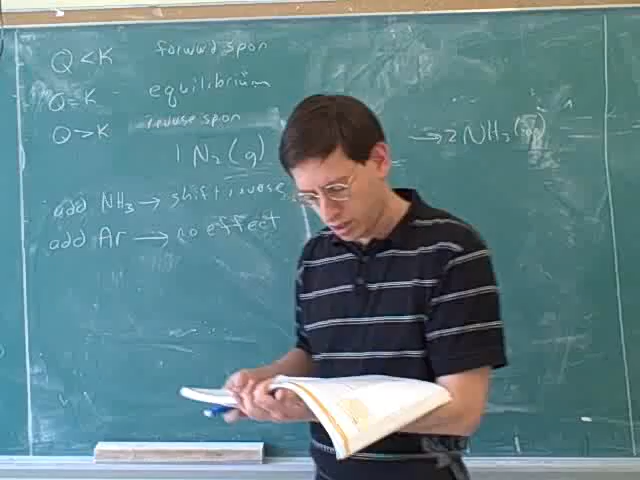 Q < K forward spon
Q = K equilibrium
Q > K reverse spon
1 N₂(g) → 2 NH₃(g)
add NH₃ → shift reverse
add Ar → no effect